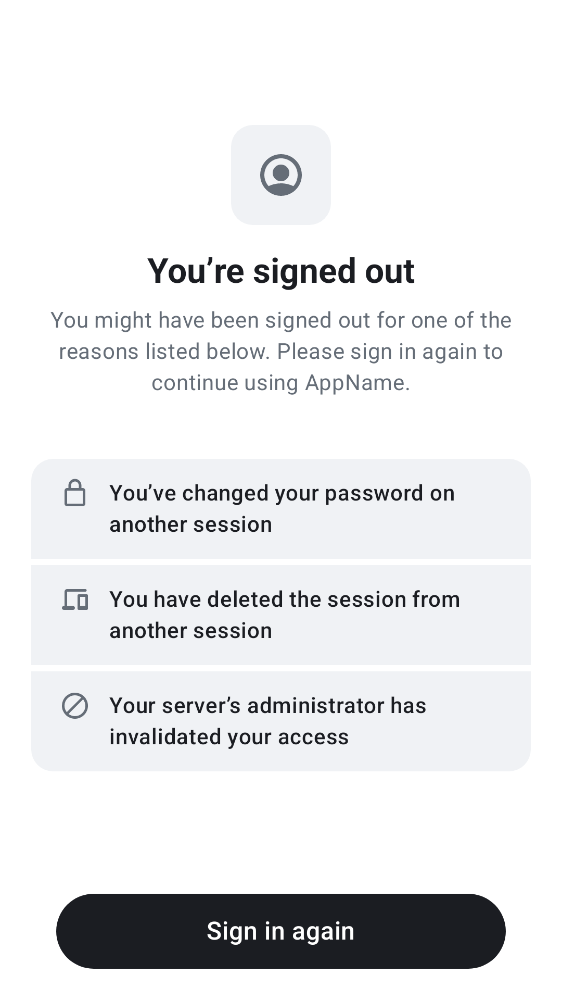 You’re signed out
You might have been signed out for one of the
reasons listed below. Please sign in again to
continue using AppName.
You’ve changed your password on
another session
You have deleted the session from
another session
Your server’s administrator has
invalidated your access
Sign in again